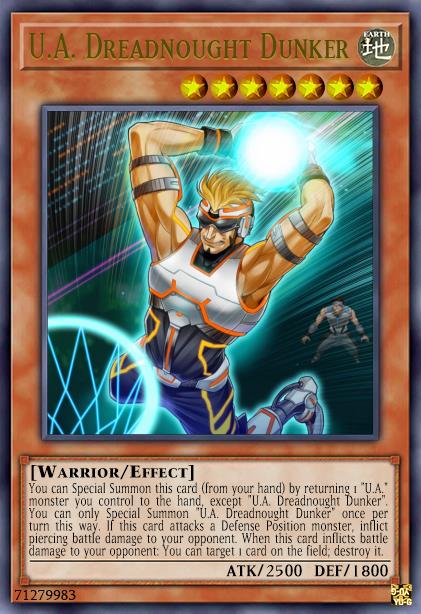 U.A. Dreadnought Dunker
EARTH
地
[Warrior/Effect]
You can Special Summon this card (from your hand) by returning 1 "U.A."
monster you control to the hand, except "U.A. Dreadnought Dunker".
You can only Special Summon "U.A. Dreadnought Dunker" once per
turn this way. If this card attacks a Defense Position monster, inflict
piercing battle damage to your opponent. When this card inflicts battle
damage to your opponent: You can target 1 card on the field; destroy it.
ATK/2500 DEF/1800
71279983